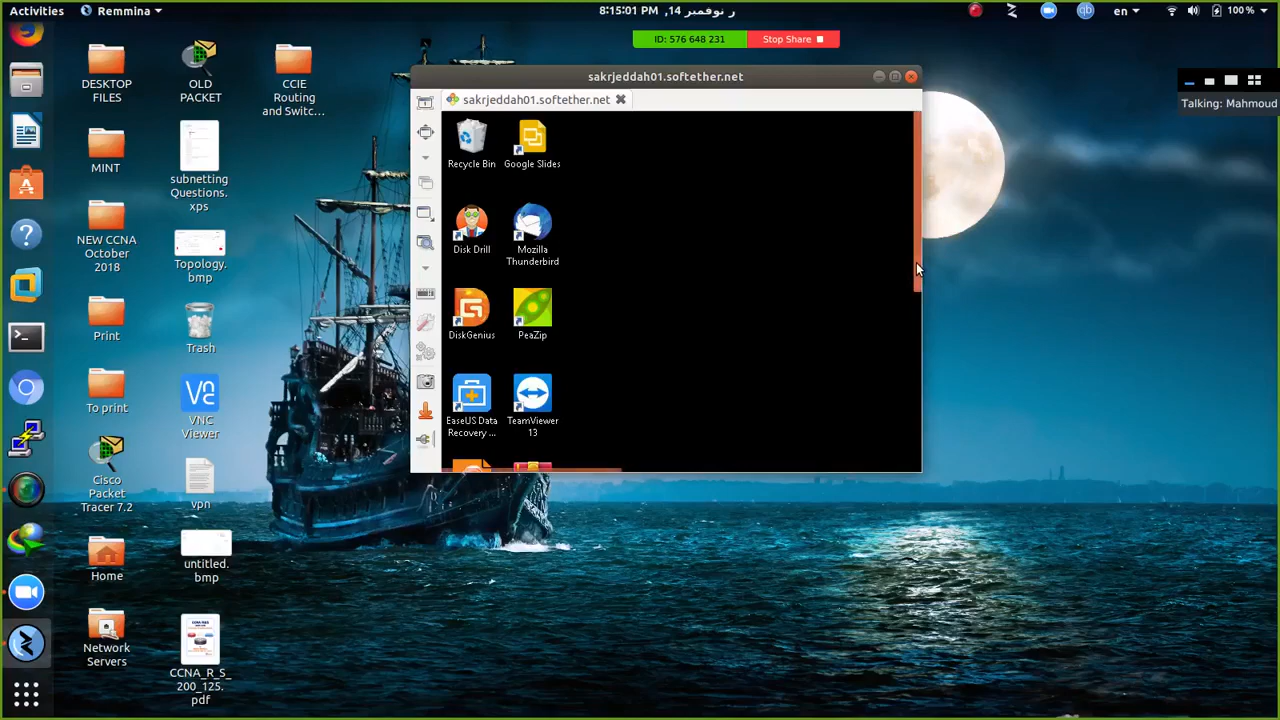 Activities
Remmina
8:15:01 PM ,14 ر نوفمبر
en
100 %
ID: 576 648 231
Stop Share
Talking: Mahmoud
sakrjeddah01.softether.net
sakrjeddah01.softether.net
Recycle Bin
Google Slides
Disk Drill
Mozilla
Thunderbird
DiskGenius
PeaZip
EaseUS Data
Recovery ...
TeamViewer
13
DESKTOP
FILES
OLD
PACKET
CCIE
Routing
and Switc...
MINT
subnetting
Questions.
xps
NEW CCNA
October
2018
Topology.
bmp
Print
Trash
To print
VNC
Viewer
Cisco
Packet
Tracer 7.2
vpn
Home
untitled.
bmp
Network
Servers
CCNA_R_S_
200_125.
pdf